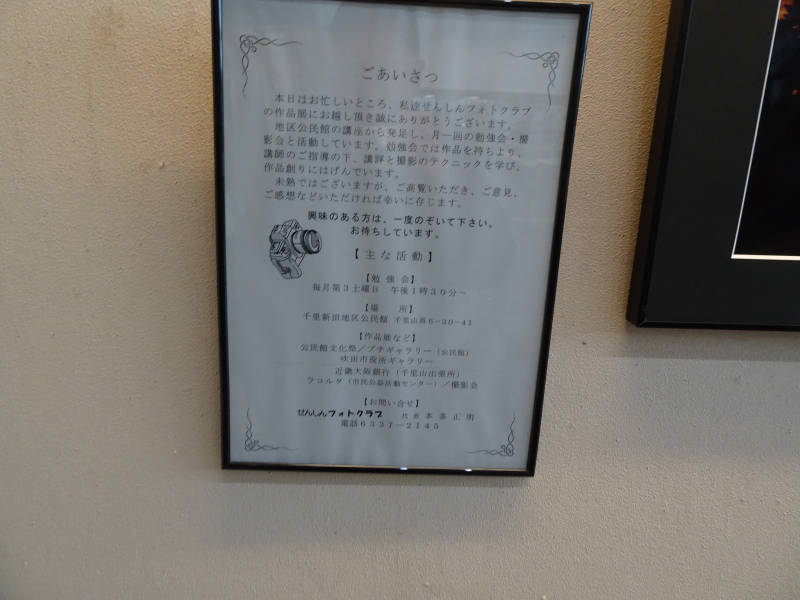 ごあいさつ
本日はお忙しいところ、私達せんしんフォトクラブ
の作品展にお越し頂き誠にありがとうございます。
地区公民館の講座から発足し、月一回の勉強会・撮
影会と活動しています。勉強会では作品を持ちより、
講師のご指導の下、講評と撮影のテクニックを学び、
作品創りにはげんでいます。
未熟ではございますが、ご高覧いただき、ご意見、
ご感想などいただければ幸いに存じます。
興味のある方は、一度のぞいて下さい。
お待ちしています。
【主な活動】
【勉強会】
毎月第3土曜日 午後1時30分~
【場 所】
千里新田地区公民館 千里山西6-30-41
【作品展など】
公民館文化祭/プチギャラリー(公民館)
吹田市役所ギャラリー
近畿大阪銀行(千里山出張所)
ラコルタ(市民公益活動センター)/撮影会
【お問い合せ】
せんしんフォトクラブ 代表 本多正明
電話6337-2145